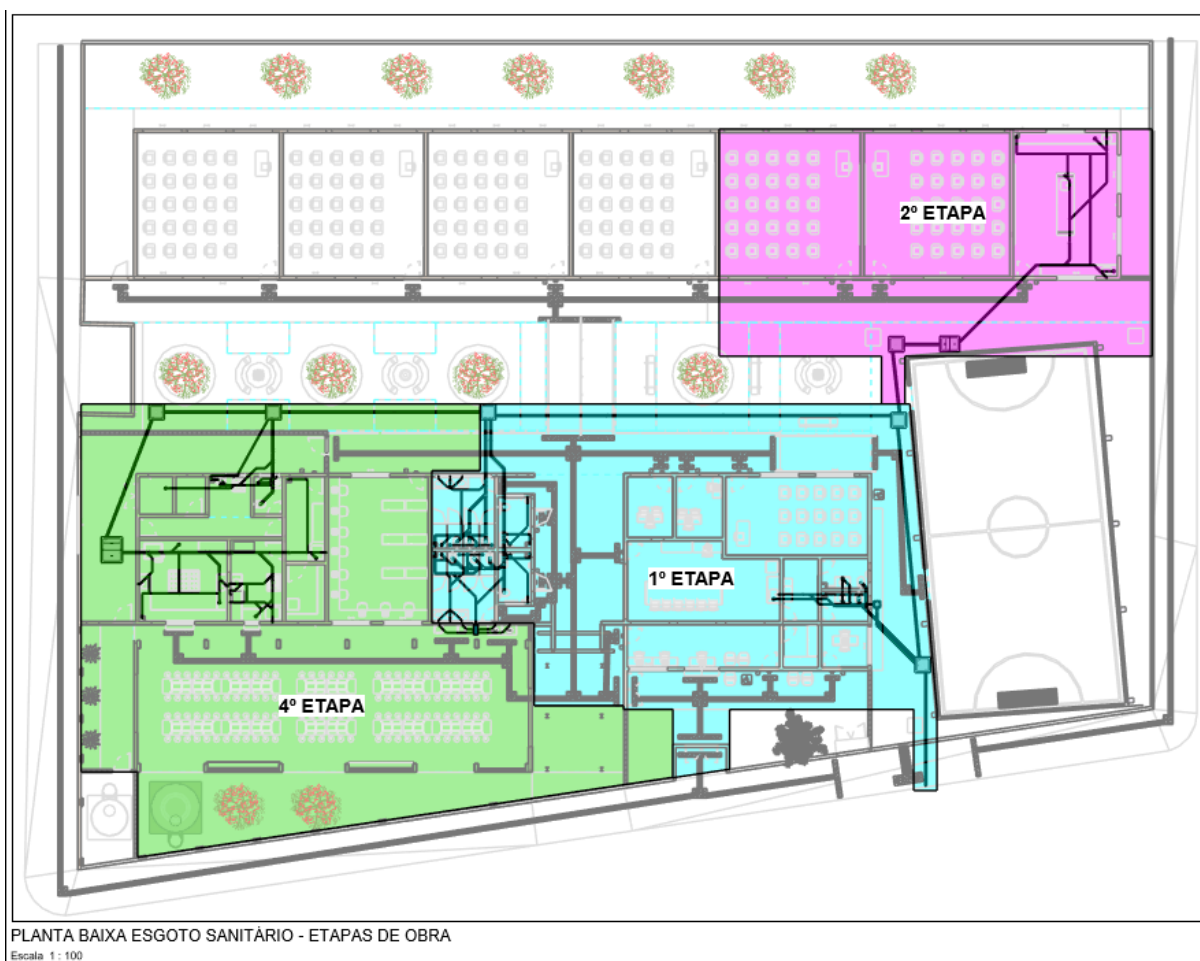 2º ETAPA
1º ETAPA
4º ETAPA
PLANTA BAIXA ESGOTO SANITÁRIO - ETAPAS DE OBRA
Escala 1 : 100